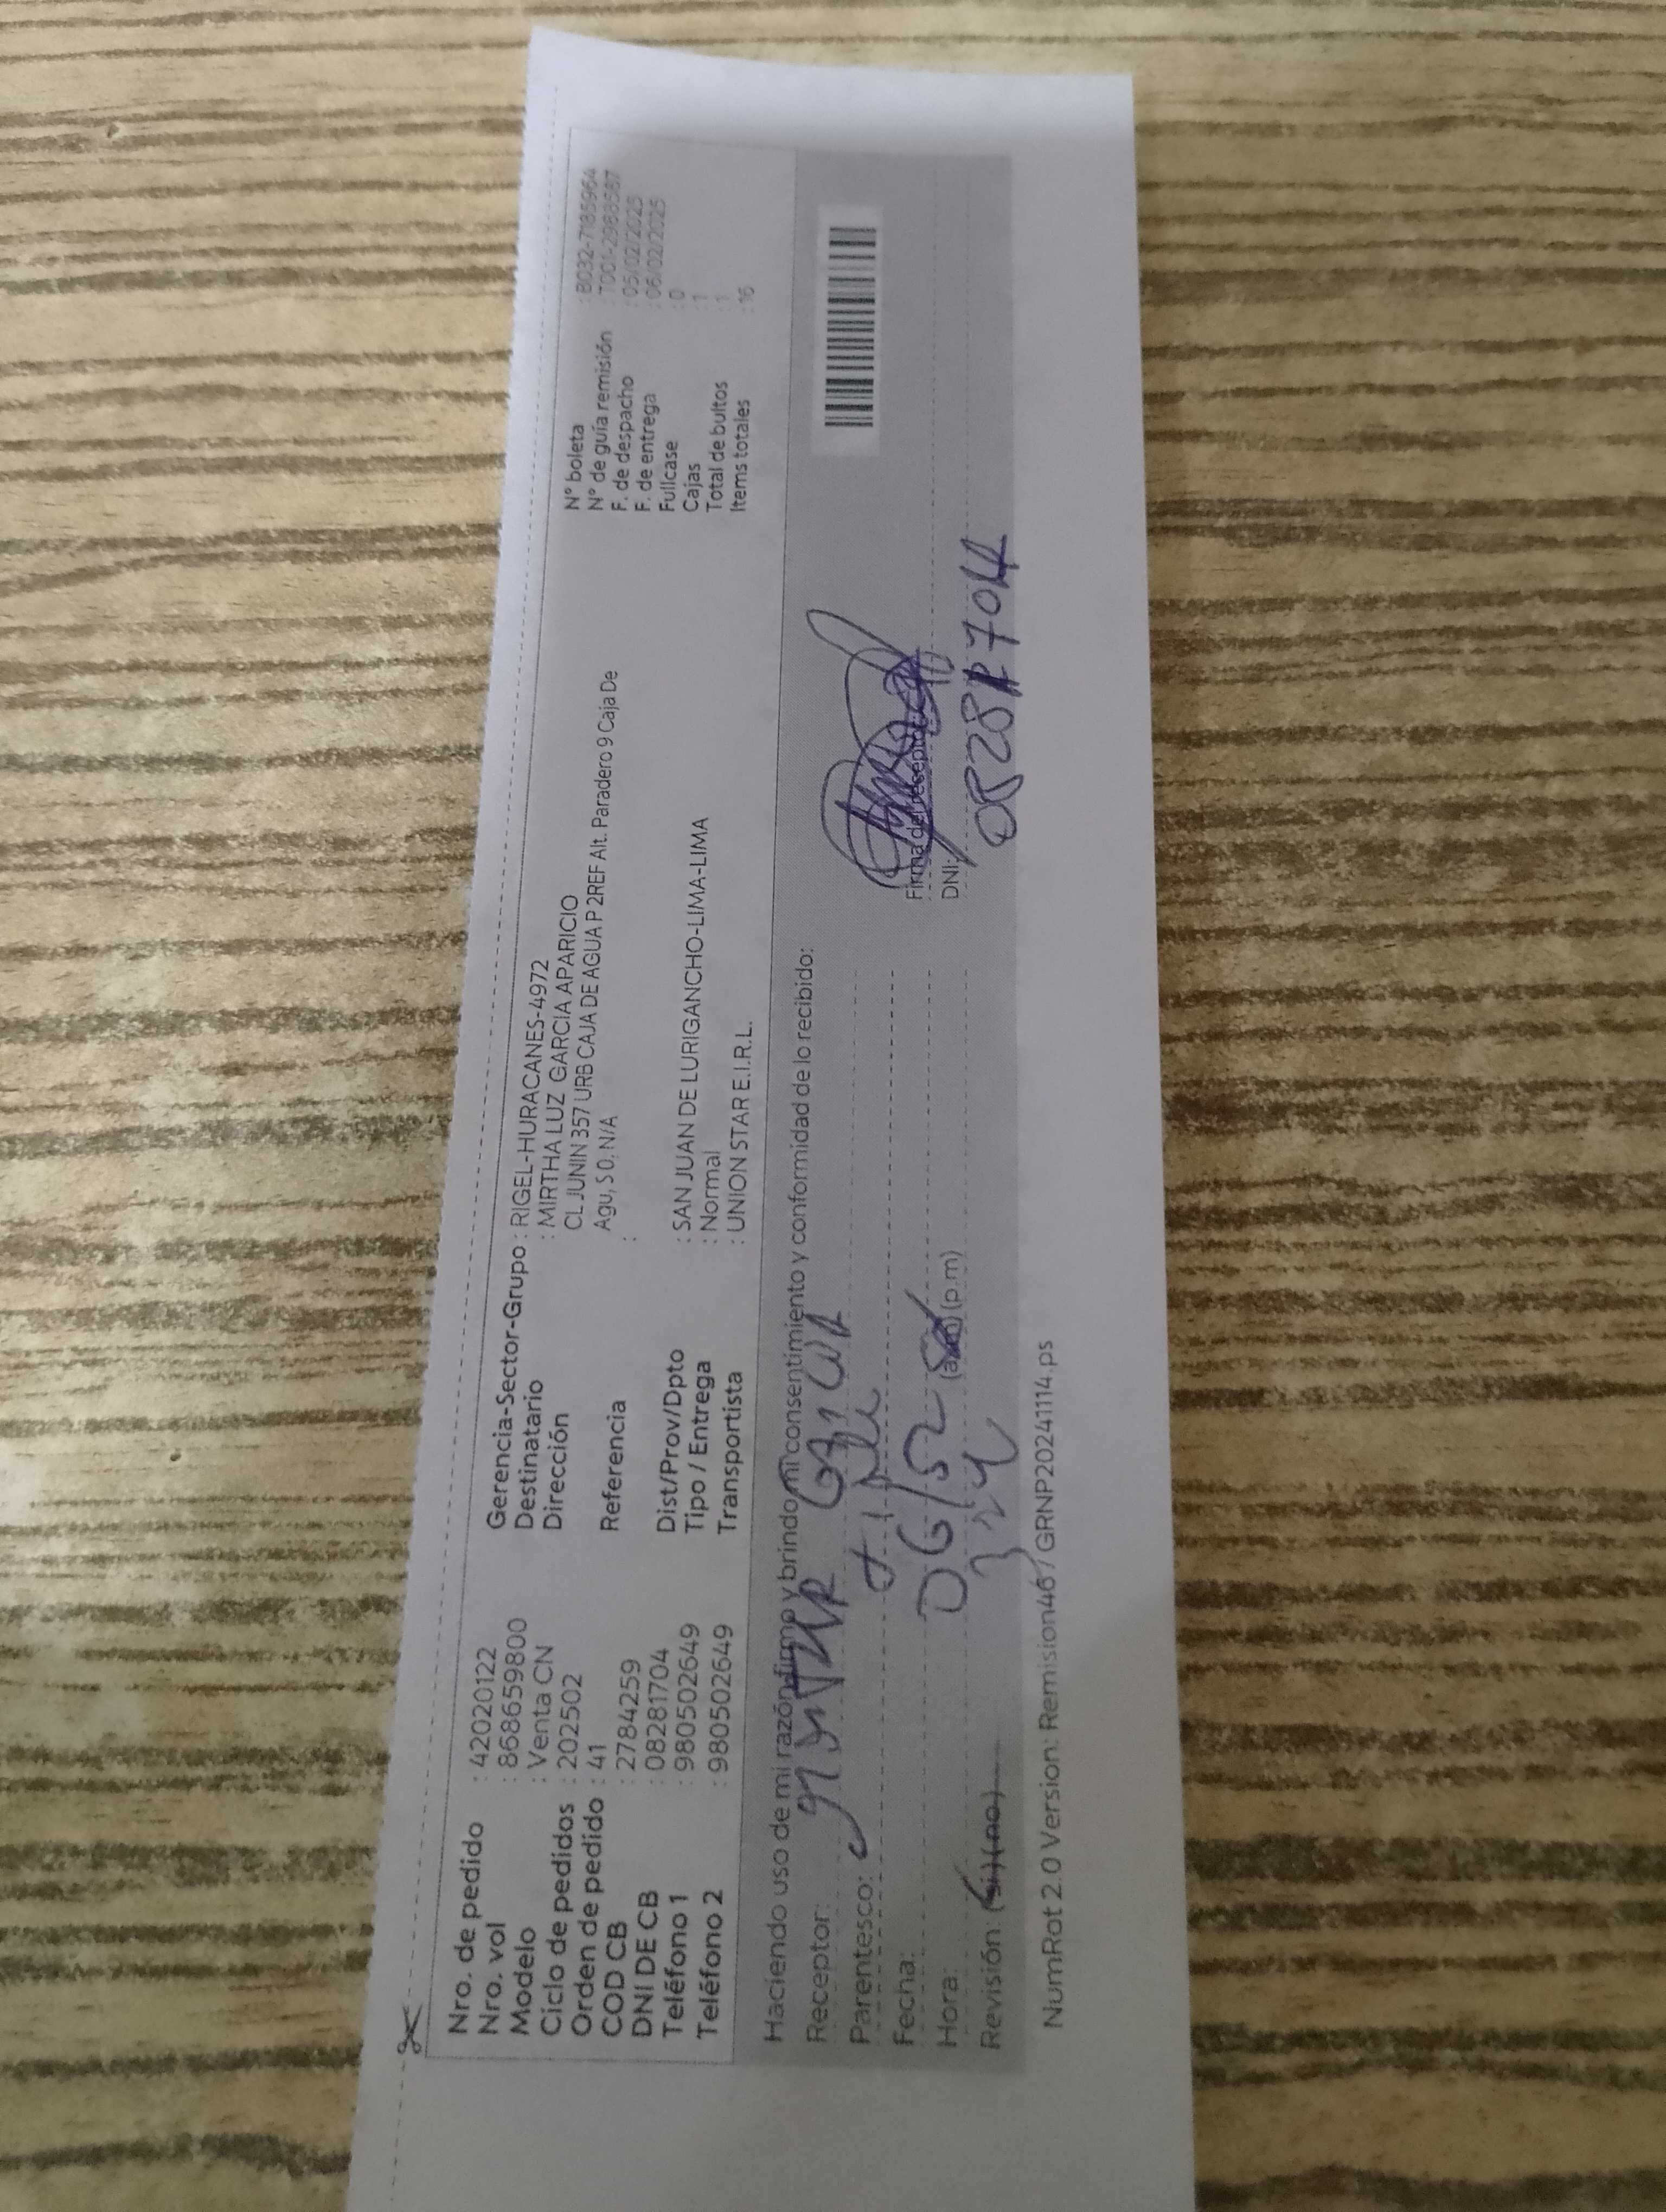 Nro. de pedido : 42020122
Nro. vol : 8686659800
Modelo : Venta CN
Ciclo de pedidos : 202502
Orden de pedido : 41
COD CB : 2784259
DNI DE CB : 08281704
Teléfono 1 : 980502649
Teléfono 2 : 980502649
Gerencia-Sector-Grupo : RIGEL-HURACANES-4972
Destinatario : MIRTHA LUZ GARCIA APARICIO
Dirección CL JUNIN 357 URB CAJA DE AGUA P 2REF Alt. Paradero 9 Caja De
Agu, S 0. N/A
Referencia :
Dist/Prov/Dpto : SAN JUAN DE LURIGANCHO-LIMA-LIMA
Tipo / Entrega : Normal
Transportista : UNION STAR E.I.R.L.
N° boleta : B032-7185964
N° de guía remisión : T001-2968587
F. de despacho : 05/02/2025
F. de entrega : 06/02/2025
Fullcase : 0
Cajas : 1
Total de bultos : 1
Items totales : 16
Haciendo uso de mi razón firmo y brindo mi consentimiento y conformidad de lo recibido:
Receptor:
Parentesco:
Fecha:
Hora: (p.m)
Revisión: (si) (no)
Firma del receptor
DNI:
NumRot 2.0 Version: Remision46 / GRNP20241114.ps